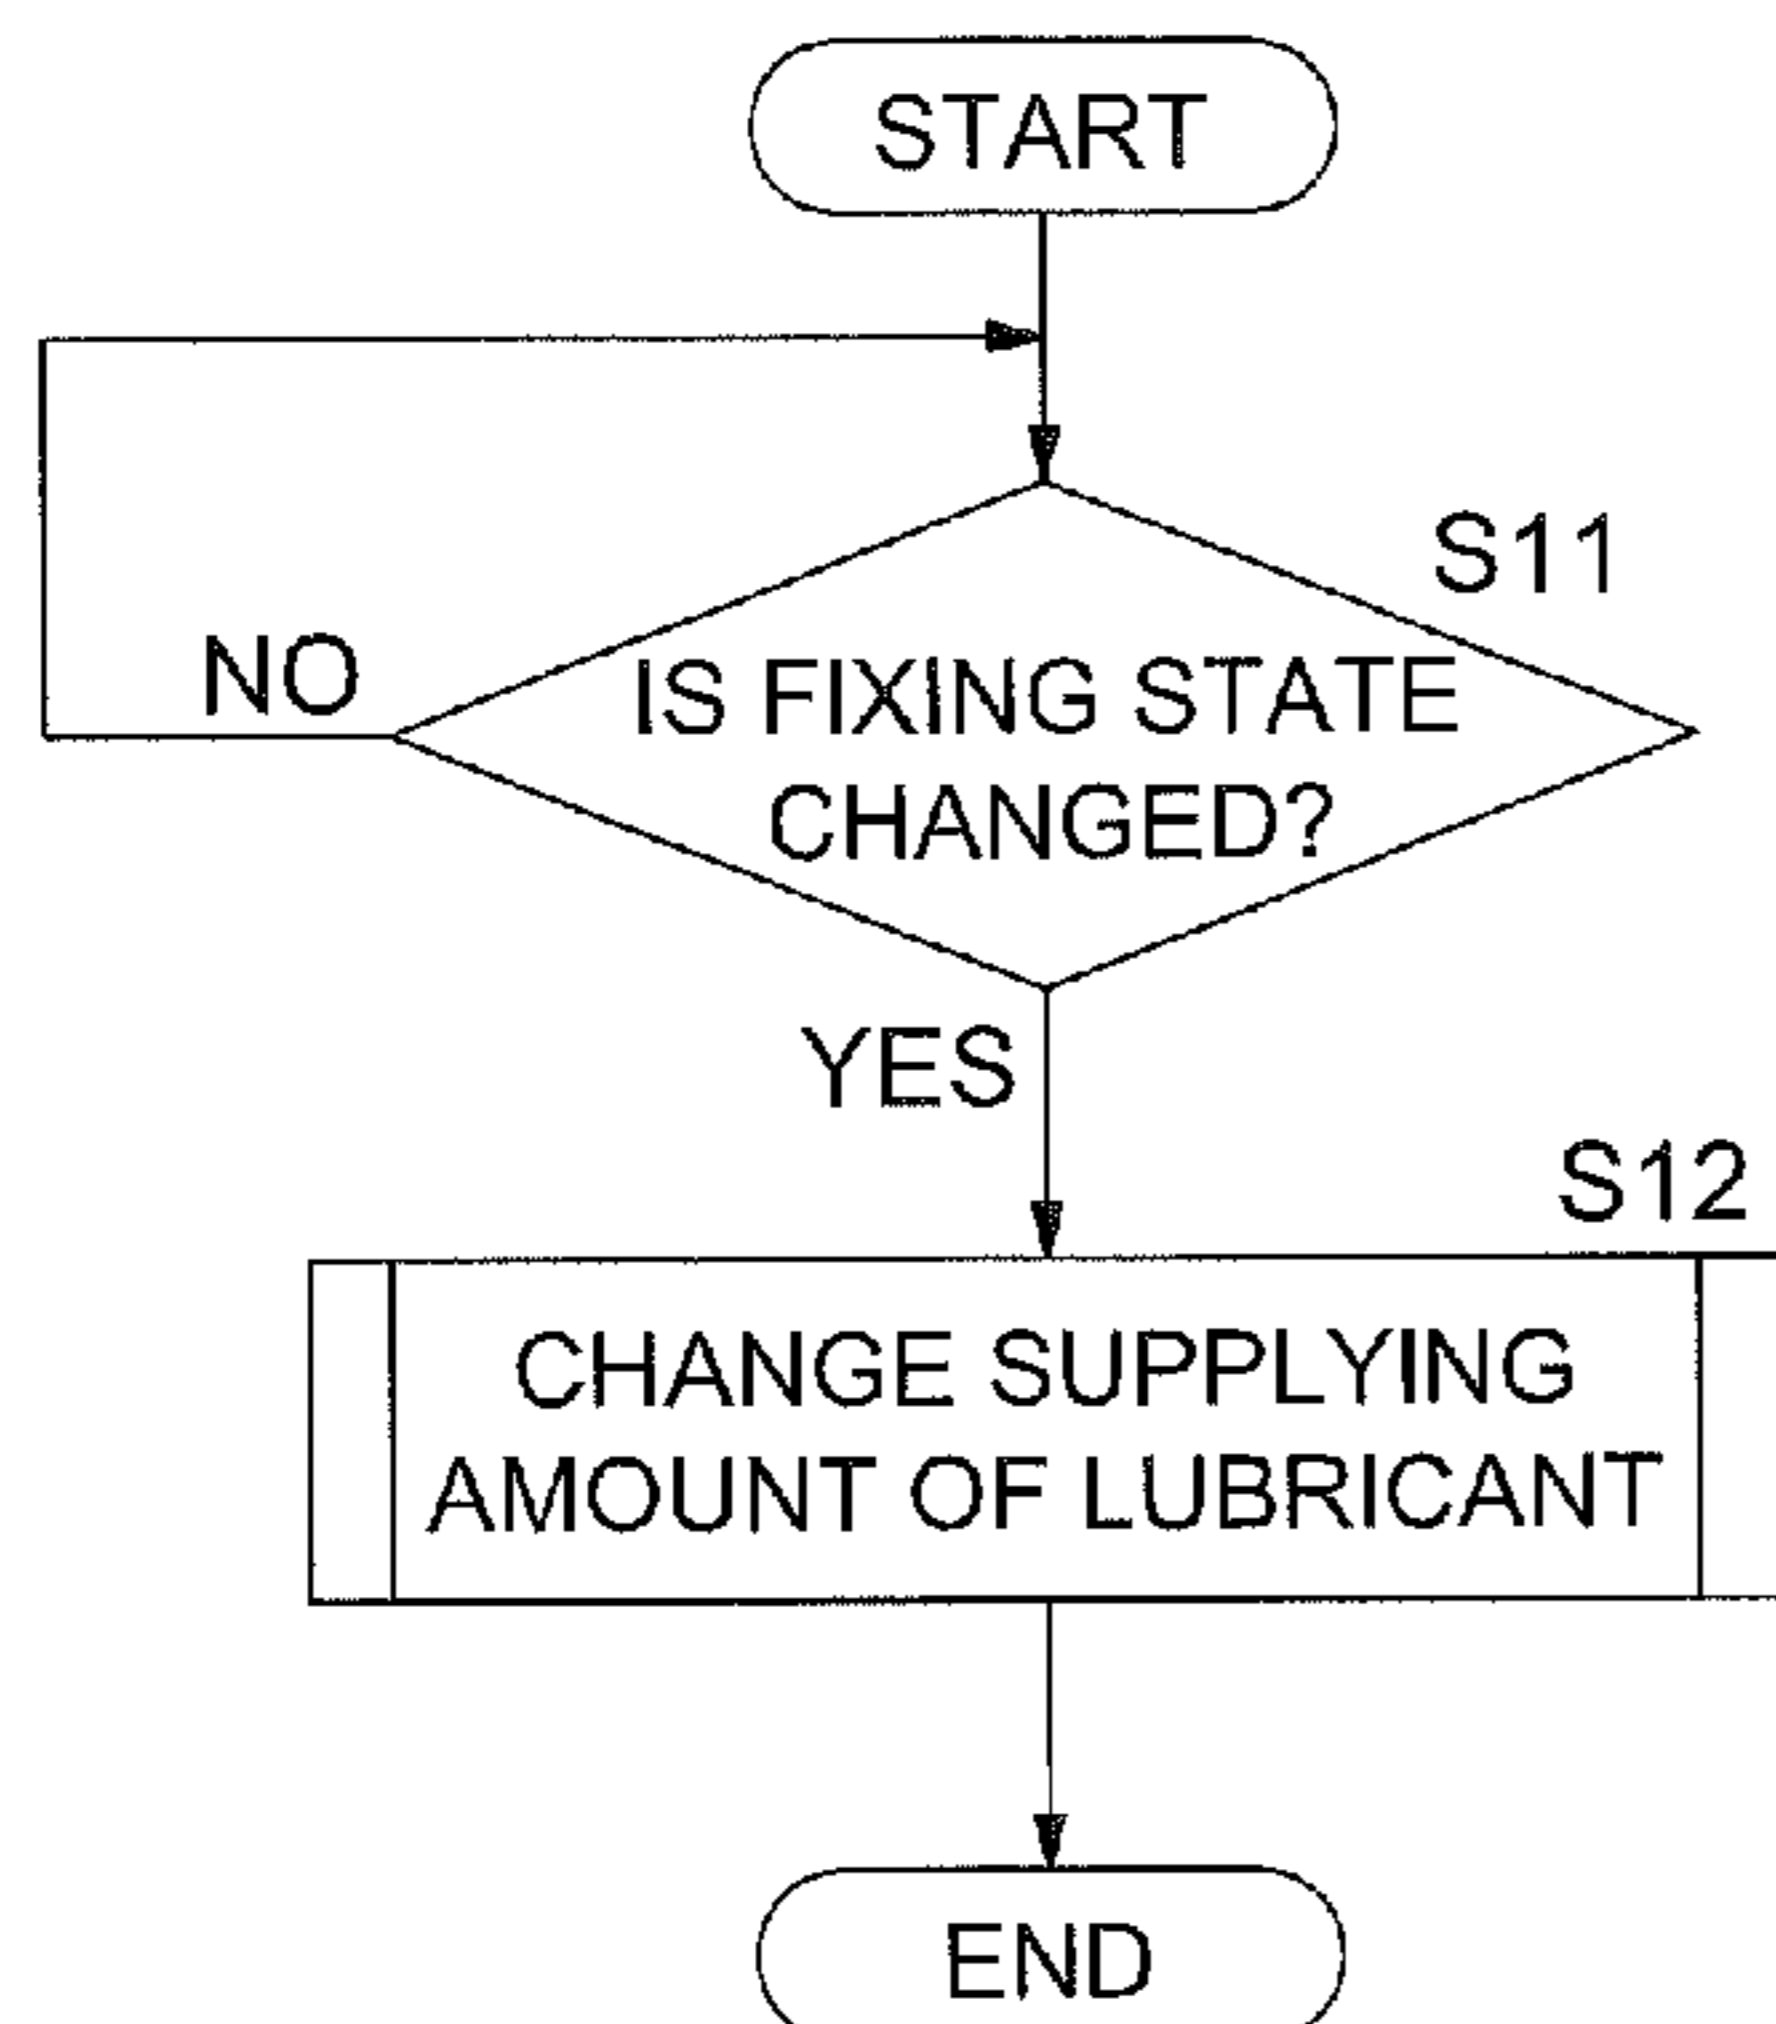 START
S11
NO
IS FIXING STATE
CHANGED?
YES
S12
CHANGE SUPPLYING
AMOUNT OF LUBRICANT
END